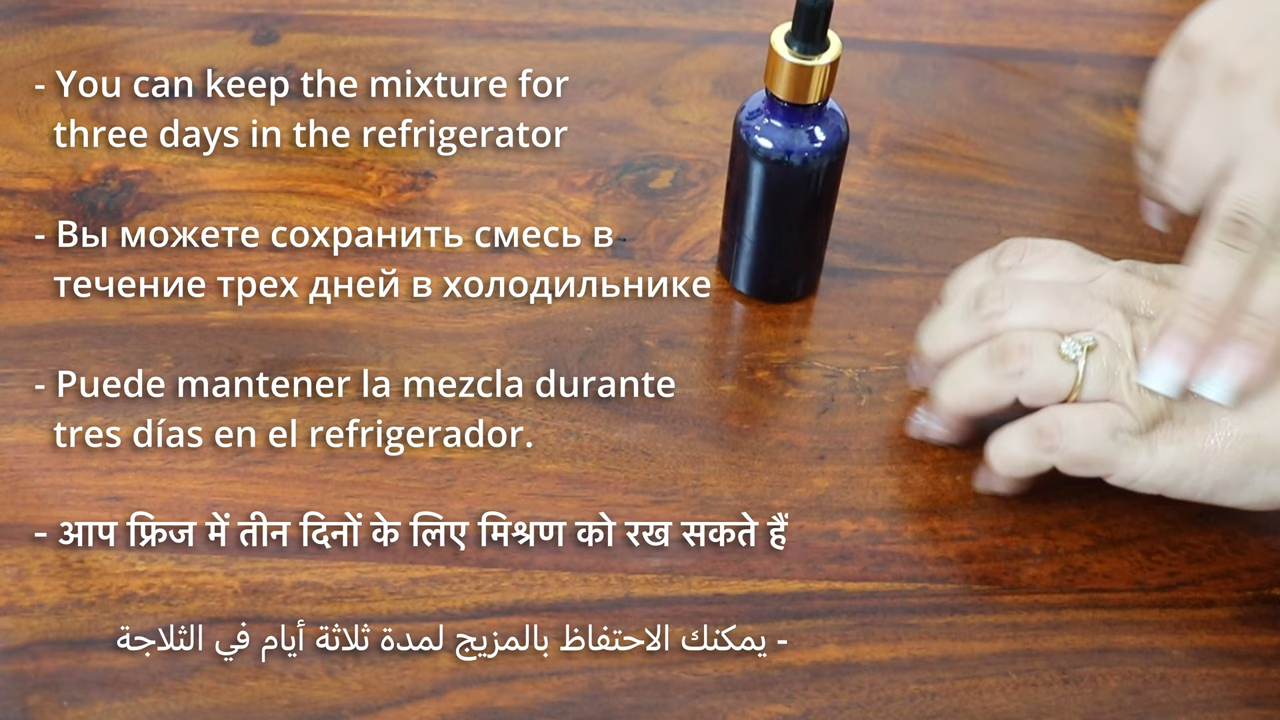 - You can keep the mixture for
three days in the refrigerator
- Вы можете сохранить смесь в
течение трех дней в холодильнике
- Puede mantener la mezcla durante
tres días en el refrigerador.
- आप फ्रिज में तीन दिनों के लिए मिश्रण को रख सकते हैं
- يمكنك الاحتفاظ بالمزيج لمدة ثلاثة أيام في الثلاجة